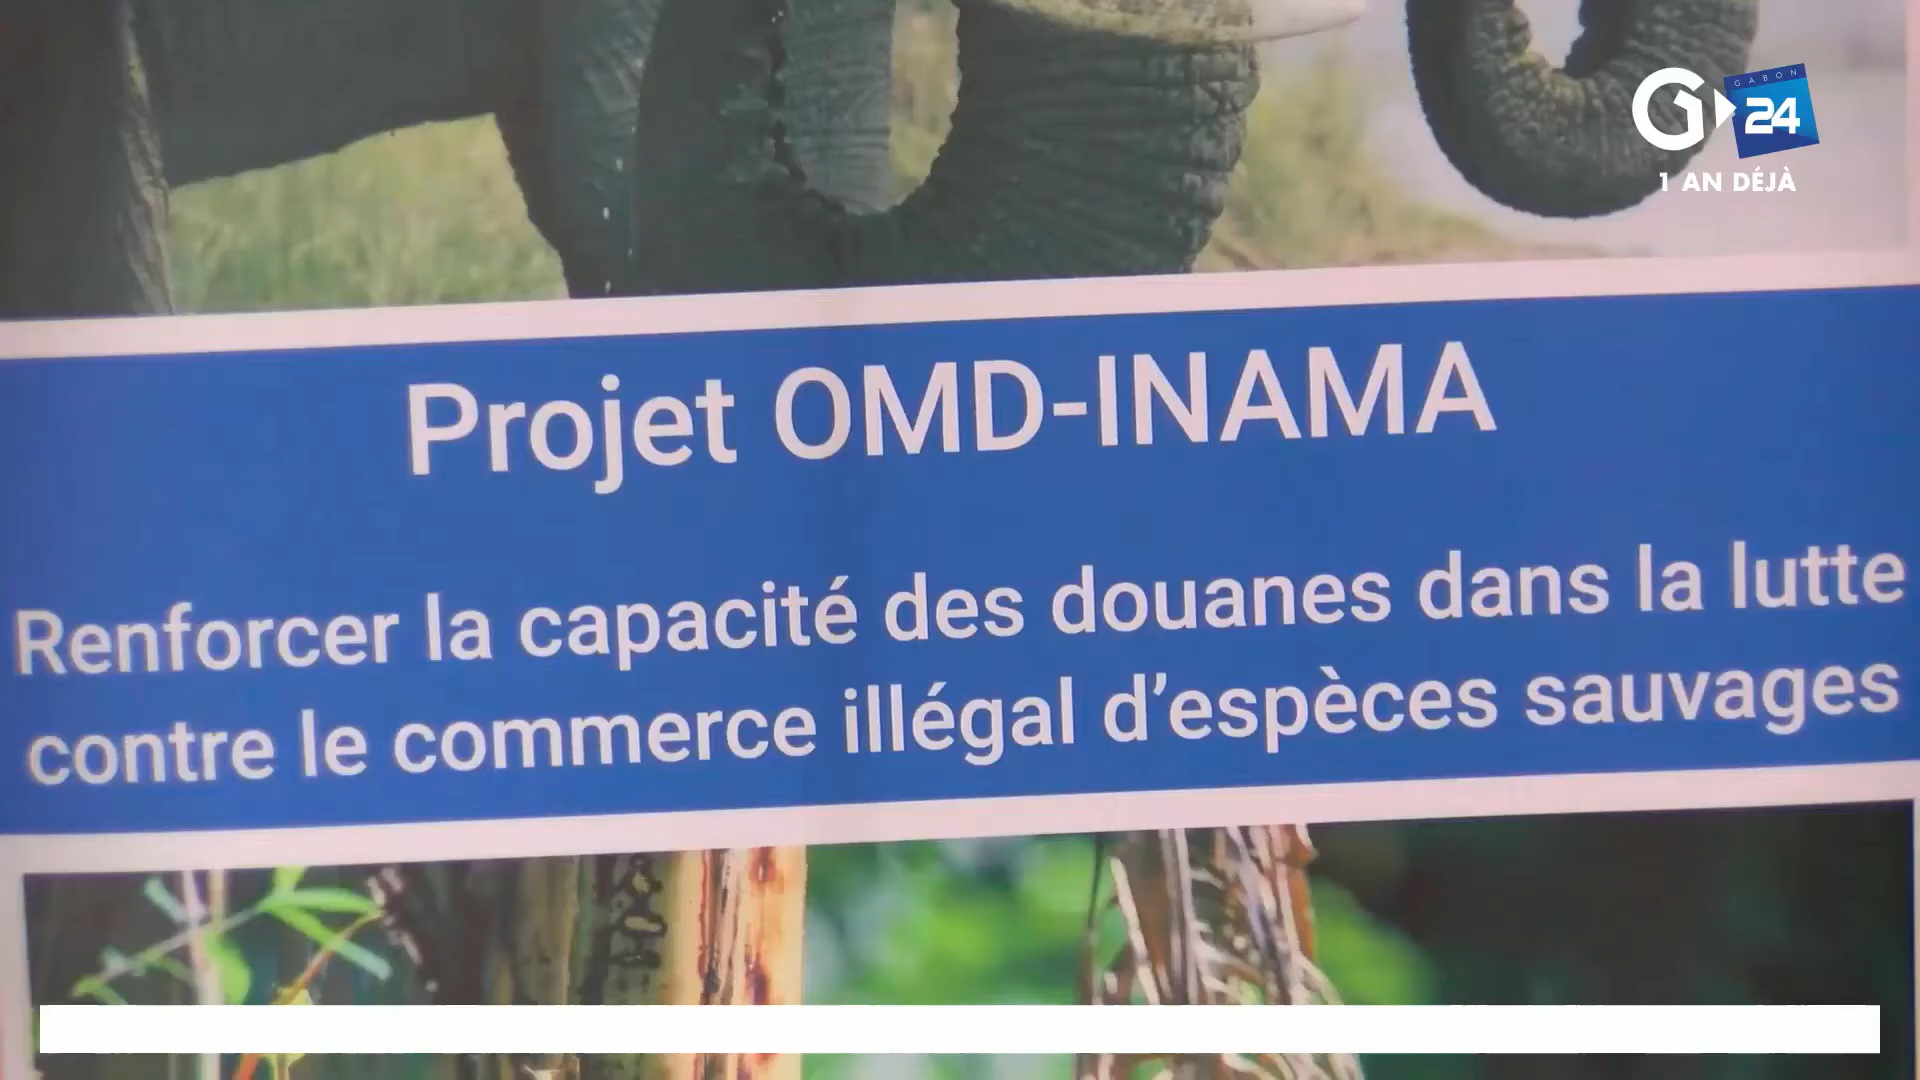 GABON
G 24
1 AN DÉJÀ
Projet OMD-INAMA
Renforcer la capacité des douanes dans la lutte
contre le commerce illégal d'espèces sauvages